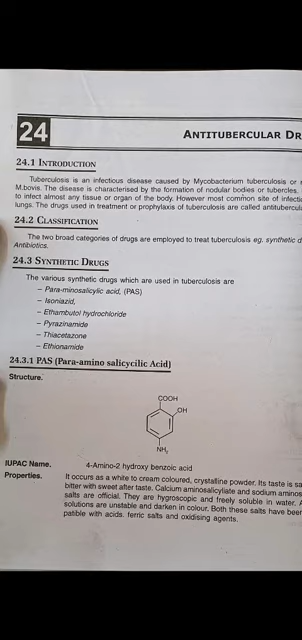 24
ANTITUBERCULAR DR
24.1 INTRODUCTION
Tuberculosis is an infectious disease caused by Mycobacterium tuberculosis or
M.bovis. The disease is characterised by the formation of nodular bodies or tubercles.
to infect almost any tissue or organ of the body. However most common site of infecti
lungs. The drugs used in treatment or prophylaxis of tuberculosis are called antitubercul
24.2 CLASSIFICATION
The two broad categories of drugs are employed to treat tuberculosis eg. synthetic d
Antibiotics.
24.3 SYNTHETIC DRUGS
The various synthetic drugs which are used in tuberculosis are
– Para-minosalicylic acid, (PAS)
– Isoniazid,
– Ethambutol hydrochloride
– Pyrazinamide
– Thiacetazone
– Ethionamide
24.3.1 PAS (Para-amino salicycilic Acid)
Structure.
COOH
OH
NH2
IUPAC Name. 4-Amino-2 hydroxy benzoic acid
Properties. It occurs as a white to cream coloured, crystalline powder. Its taste is sa
bitter with sweet after taste. Calcium aminosalicyliate and sodium aminos
salts are official. They are hygroscopic and freely soluble in water. A
solutions are unstable and darken in colour. Both these salts have been
patible with acids. ferric salts and oxidising agents.